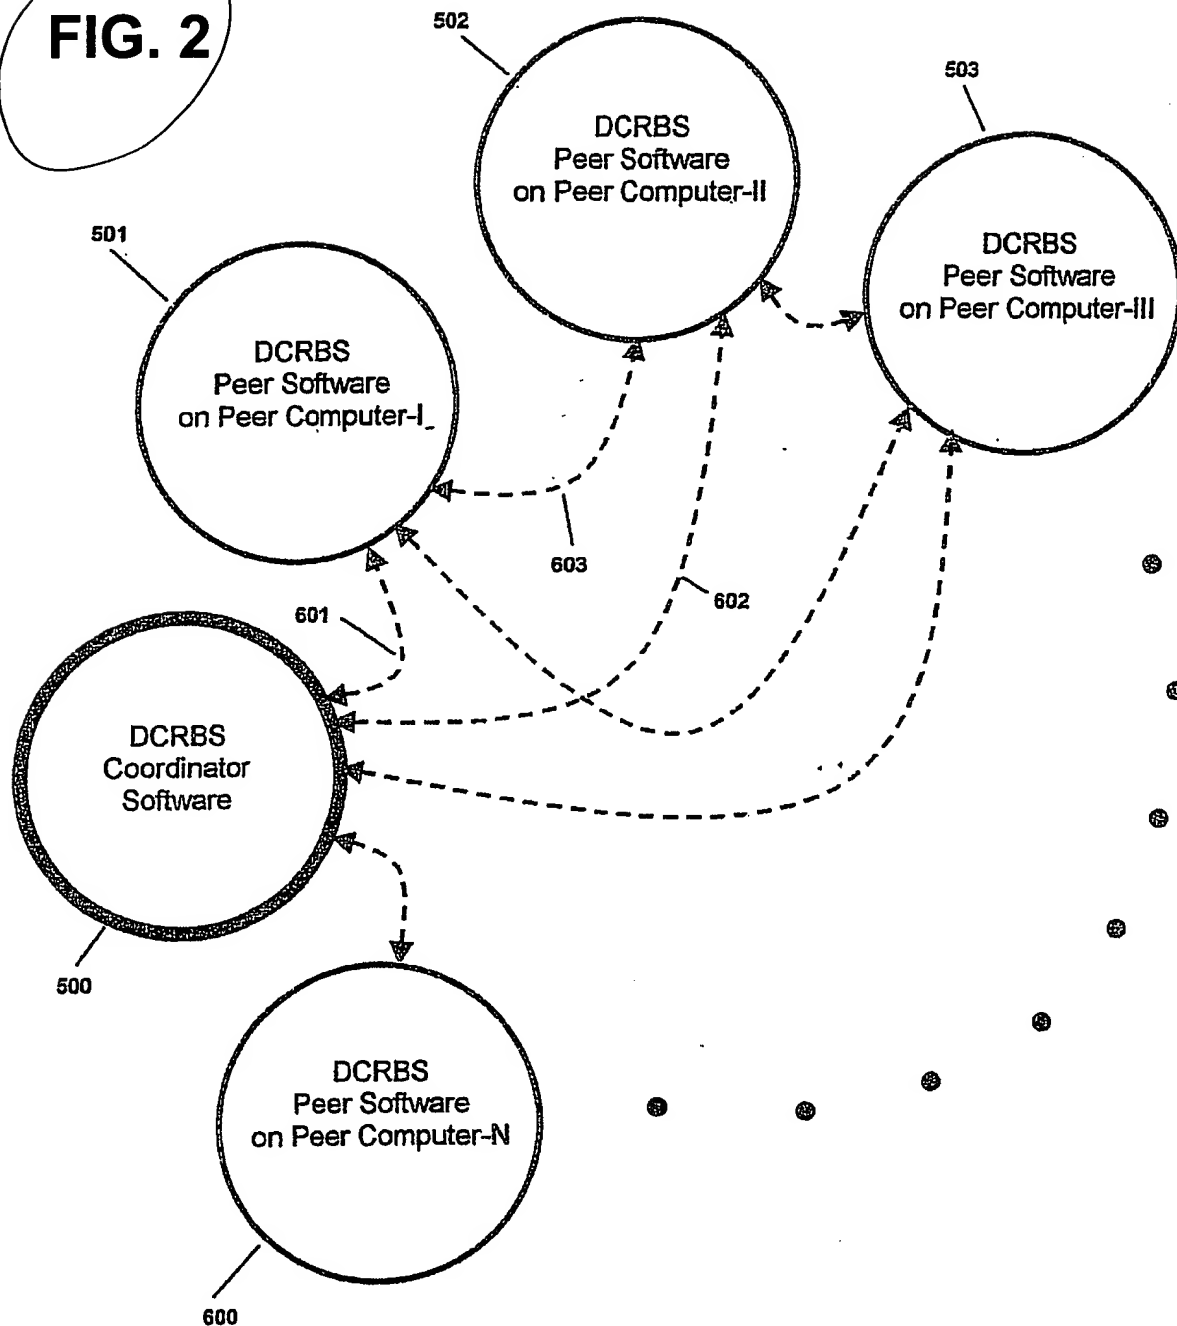 FIG. 2
502
503
DCRBS
Peer Software
on Peer Computer-II
501
DCRBS
Peer Software
on Peer Computer-III
DCRBS
Peer Software
on Peer Computer-I
603
602
601
DCRBS
Coordinator
Software
500
DCRBS
Peer Software
on Peer Computer-N
600